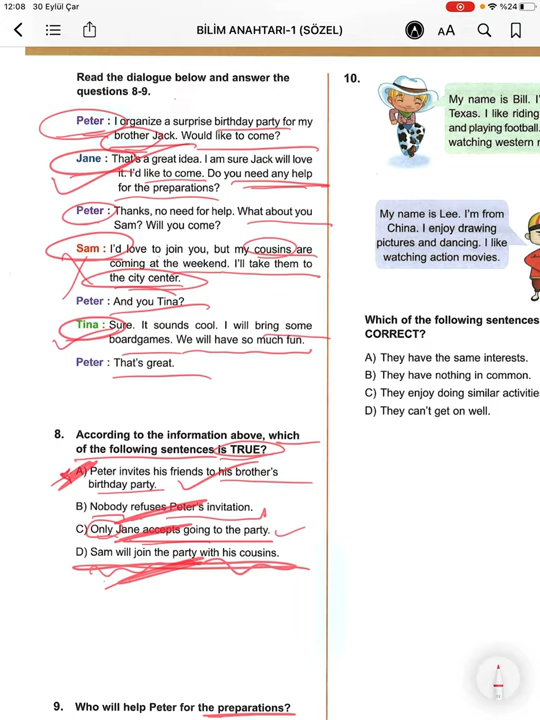 12:08 30 Eylül Çar
%24
BİLİM ANAHTARI-1 (SÖZEL)
AA
Read the dialogue below and answer the
questions 8-9.
Peter : I organize a surprise birthday party for my
brother Jack. Would like to come?
Jane : That's a great idea. I am sure Jack will love
it. I'd like to come. Do you need any help
for the preparations?
Peter : Thanks, no need for help. What about you
Sam? Will you come?
Sam : I'd love to join you, but my cousins are
coming at the weekend. I'll take them to
the city center.
Peter : And you Tina?
Tina : Sure. It sounds cool. I will bring some
boardgames. We will have so much fun.
Peter : That's great.
8. According to the information above, which
of the following sentences is TRUE?
A) Peter invites his friends to his brother's
birthday party.
B) Nobody refuses Peter's invitation.
C) Only Jane accepts going to the party.
D) Sam will join the party with his cousins.
9. Who will help Peter for the preparations?
10.
My name is Bill. I'
Texas. I like riding
and playing football.
watching western
My name is Lee. I'm from
China. I enjoy drawing
pictures and dancing. I like
watching action movies.
Which of the following sentences
CORRECT?
A) They have the same interests.
B) They have nothing in common.
C) They enjoy doing similar activitie
D) They can't get on well.